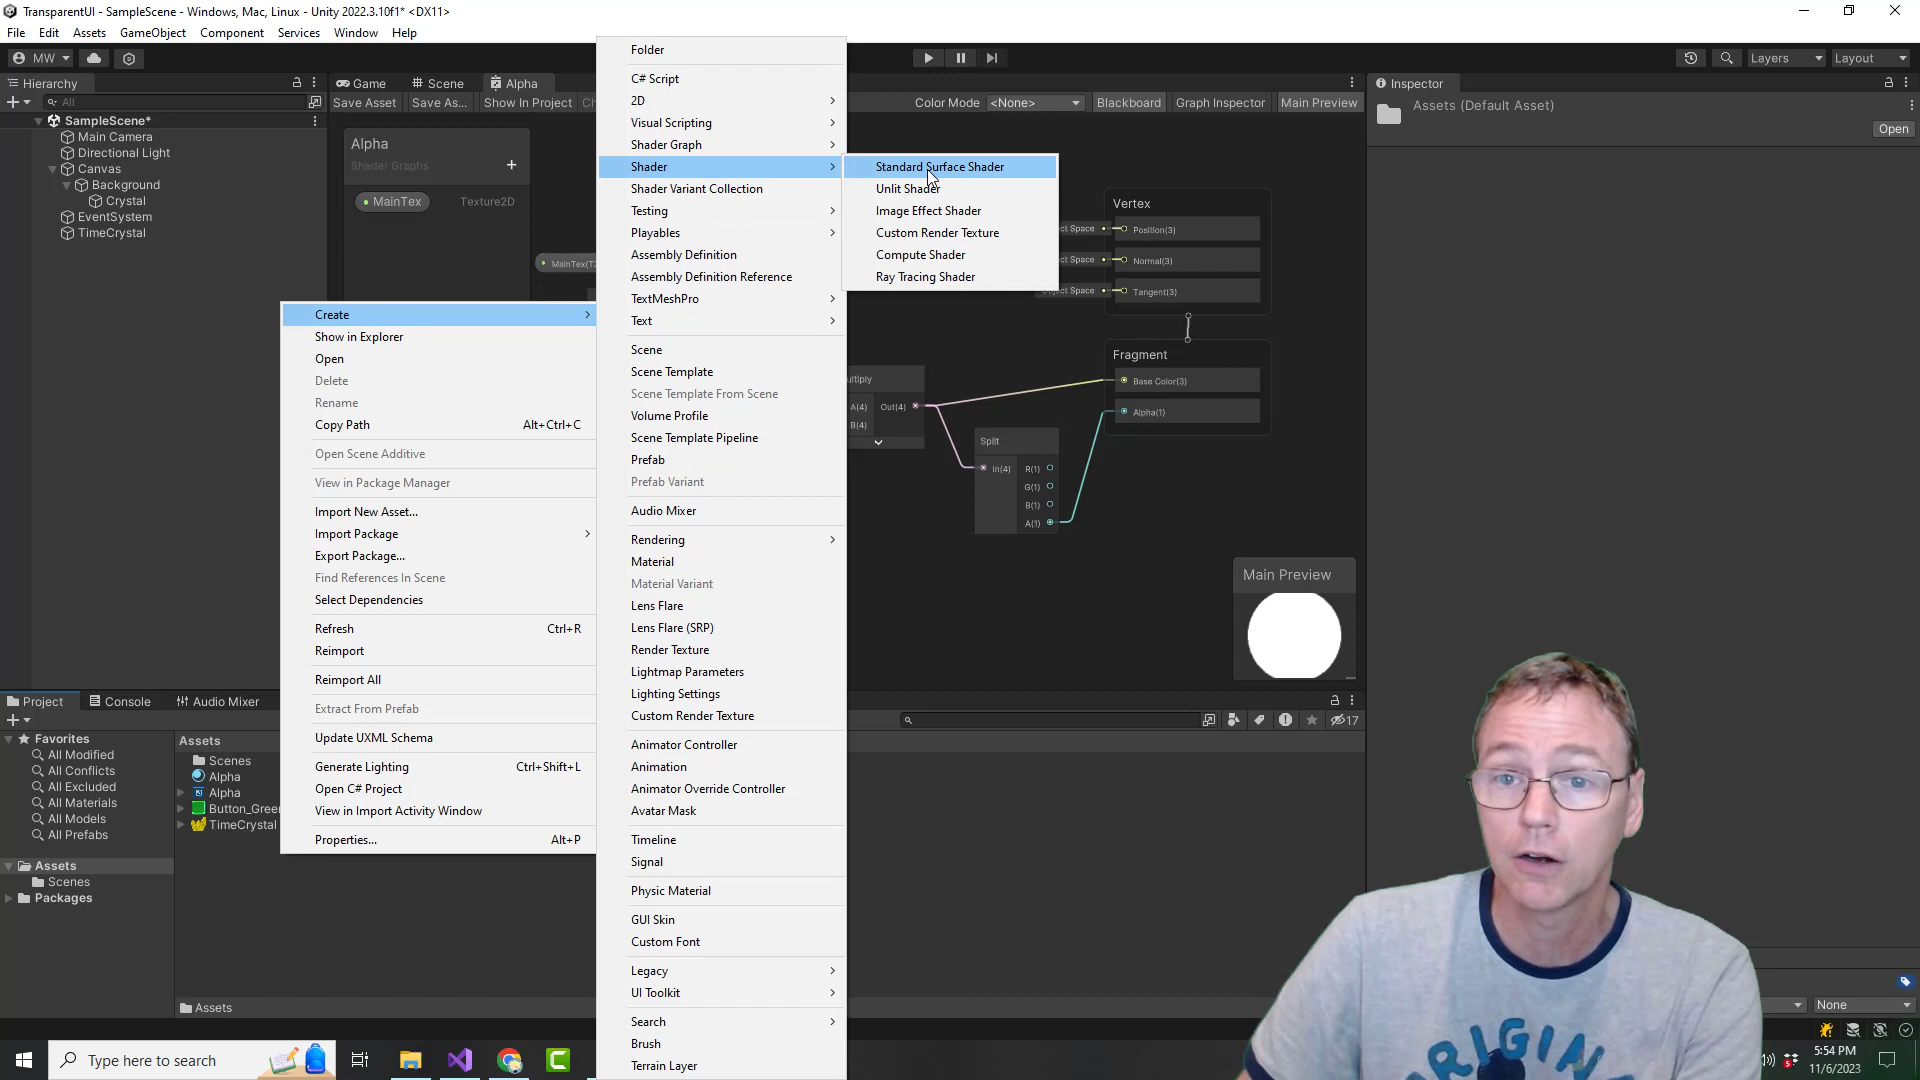 TransparentUI - SampleScene - Windows, Mac, Linux - Unity 2022.3.10f1* <DX11>
File Edit Assets GameObject Component Services Window Help
MW
Layers
Layout
Hierarchy
All
SampleScene*
Main Camera
Directional Light
Canvas
Background
Crystal
EventSystem
TimeCrystal
Game
Scene
Alpha
Save Asset
Save As...
Show In Project
Color Mode
<None>
Blackboard
Graph Inspector
Main Preview
Alpha
Shader Graphs
MainTex
Texture2D
Vertex
Position(3)
Normal(3)
Object Space
Tangent(3)
Fragment
Base Color(3)
Alpha(1)
A(4)
B(4)
Out(4)
Split
In(4)
R(1)
G(1)
B(1)
A(1)
Main Preview
Inspector
Assets (Default Asset)
Open
Create
Show in Explorer
Open
Delete
Rename
Copy Path Alt+Ctrl+C
Open Scene Additive
View in Package Manager
Import New Asset...
Import Package
Export Package...
Find References In Scene
Select Dependencies
Refresh Ctrl+R
Reimport
Reimport All
Extract From Prefab
Update UXML Schema
Generate Lighting Ctrl+Shift+L
Open C# Project
View in Import Activity Window
Properties... Alt+P
Folder
C# Script
2D
Visual Scripting
Shader Graph
Shader
Shader Variant Collection
Testing
Playables
Assembly Definition
Assembly Definition Reference
TextMeshPro
Text
Scene
Scene Template
Scene Template From Scene
Volume Profile
Scene Template Pipeline
Prefab
Prefab Variant
Audio Mixer
Rendering
Material
Material Variant
Lens Flare
Lens Flare (SRP)
Render Texture
Lightmap Parameters
Lighting Settings
Custom Render Texture
Animator Controller
Animation
Animator Override Controller
Avatar Mask
Timeline
Signal
Physic Material
GUI Skin
Custom Font
Legacy
UI Toolkit
Search
Brush
Terrain Layer
Standard Surface Shader
Unlit Shader
Image Effect Shader
Custom Render Texture
Compute Shader
Ray Tracing Shader
Project
Console
Audio Mixer
17
Favorites
All Modified
All Conflicts
All Excluded
All Materials
All Models
All Prefabs
Assets
Scenes
Packages
Assets
Scenes
Alpha
Alpha
Button_Gree
TimeCrystal
Assets
None
Type here to search
5:54 PM
11/6/2023